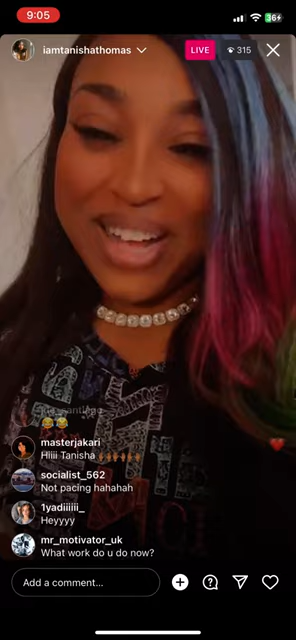 9:05
36
iamtanishathomas
LIVE
315
masterjakari
Hiiii Tanisha 🙌🏾🙌🏾🙌🏾🙌🏾
socialist_562
Not pacing hahahah
1yadiiiiii_
Heyyyy
mr_motivator_uk
What work do u do now?
Add a comment...